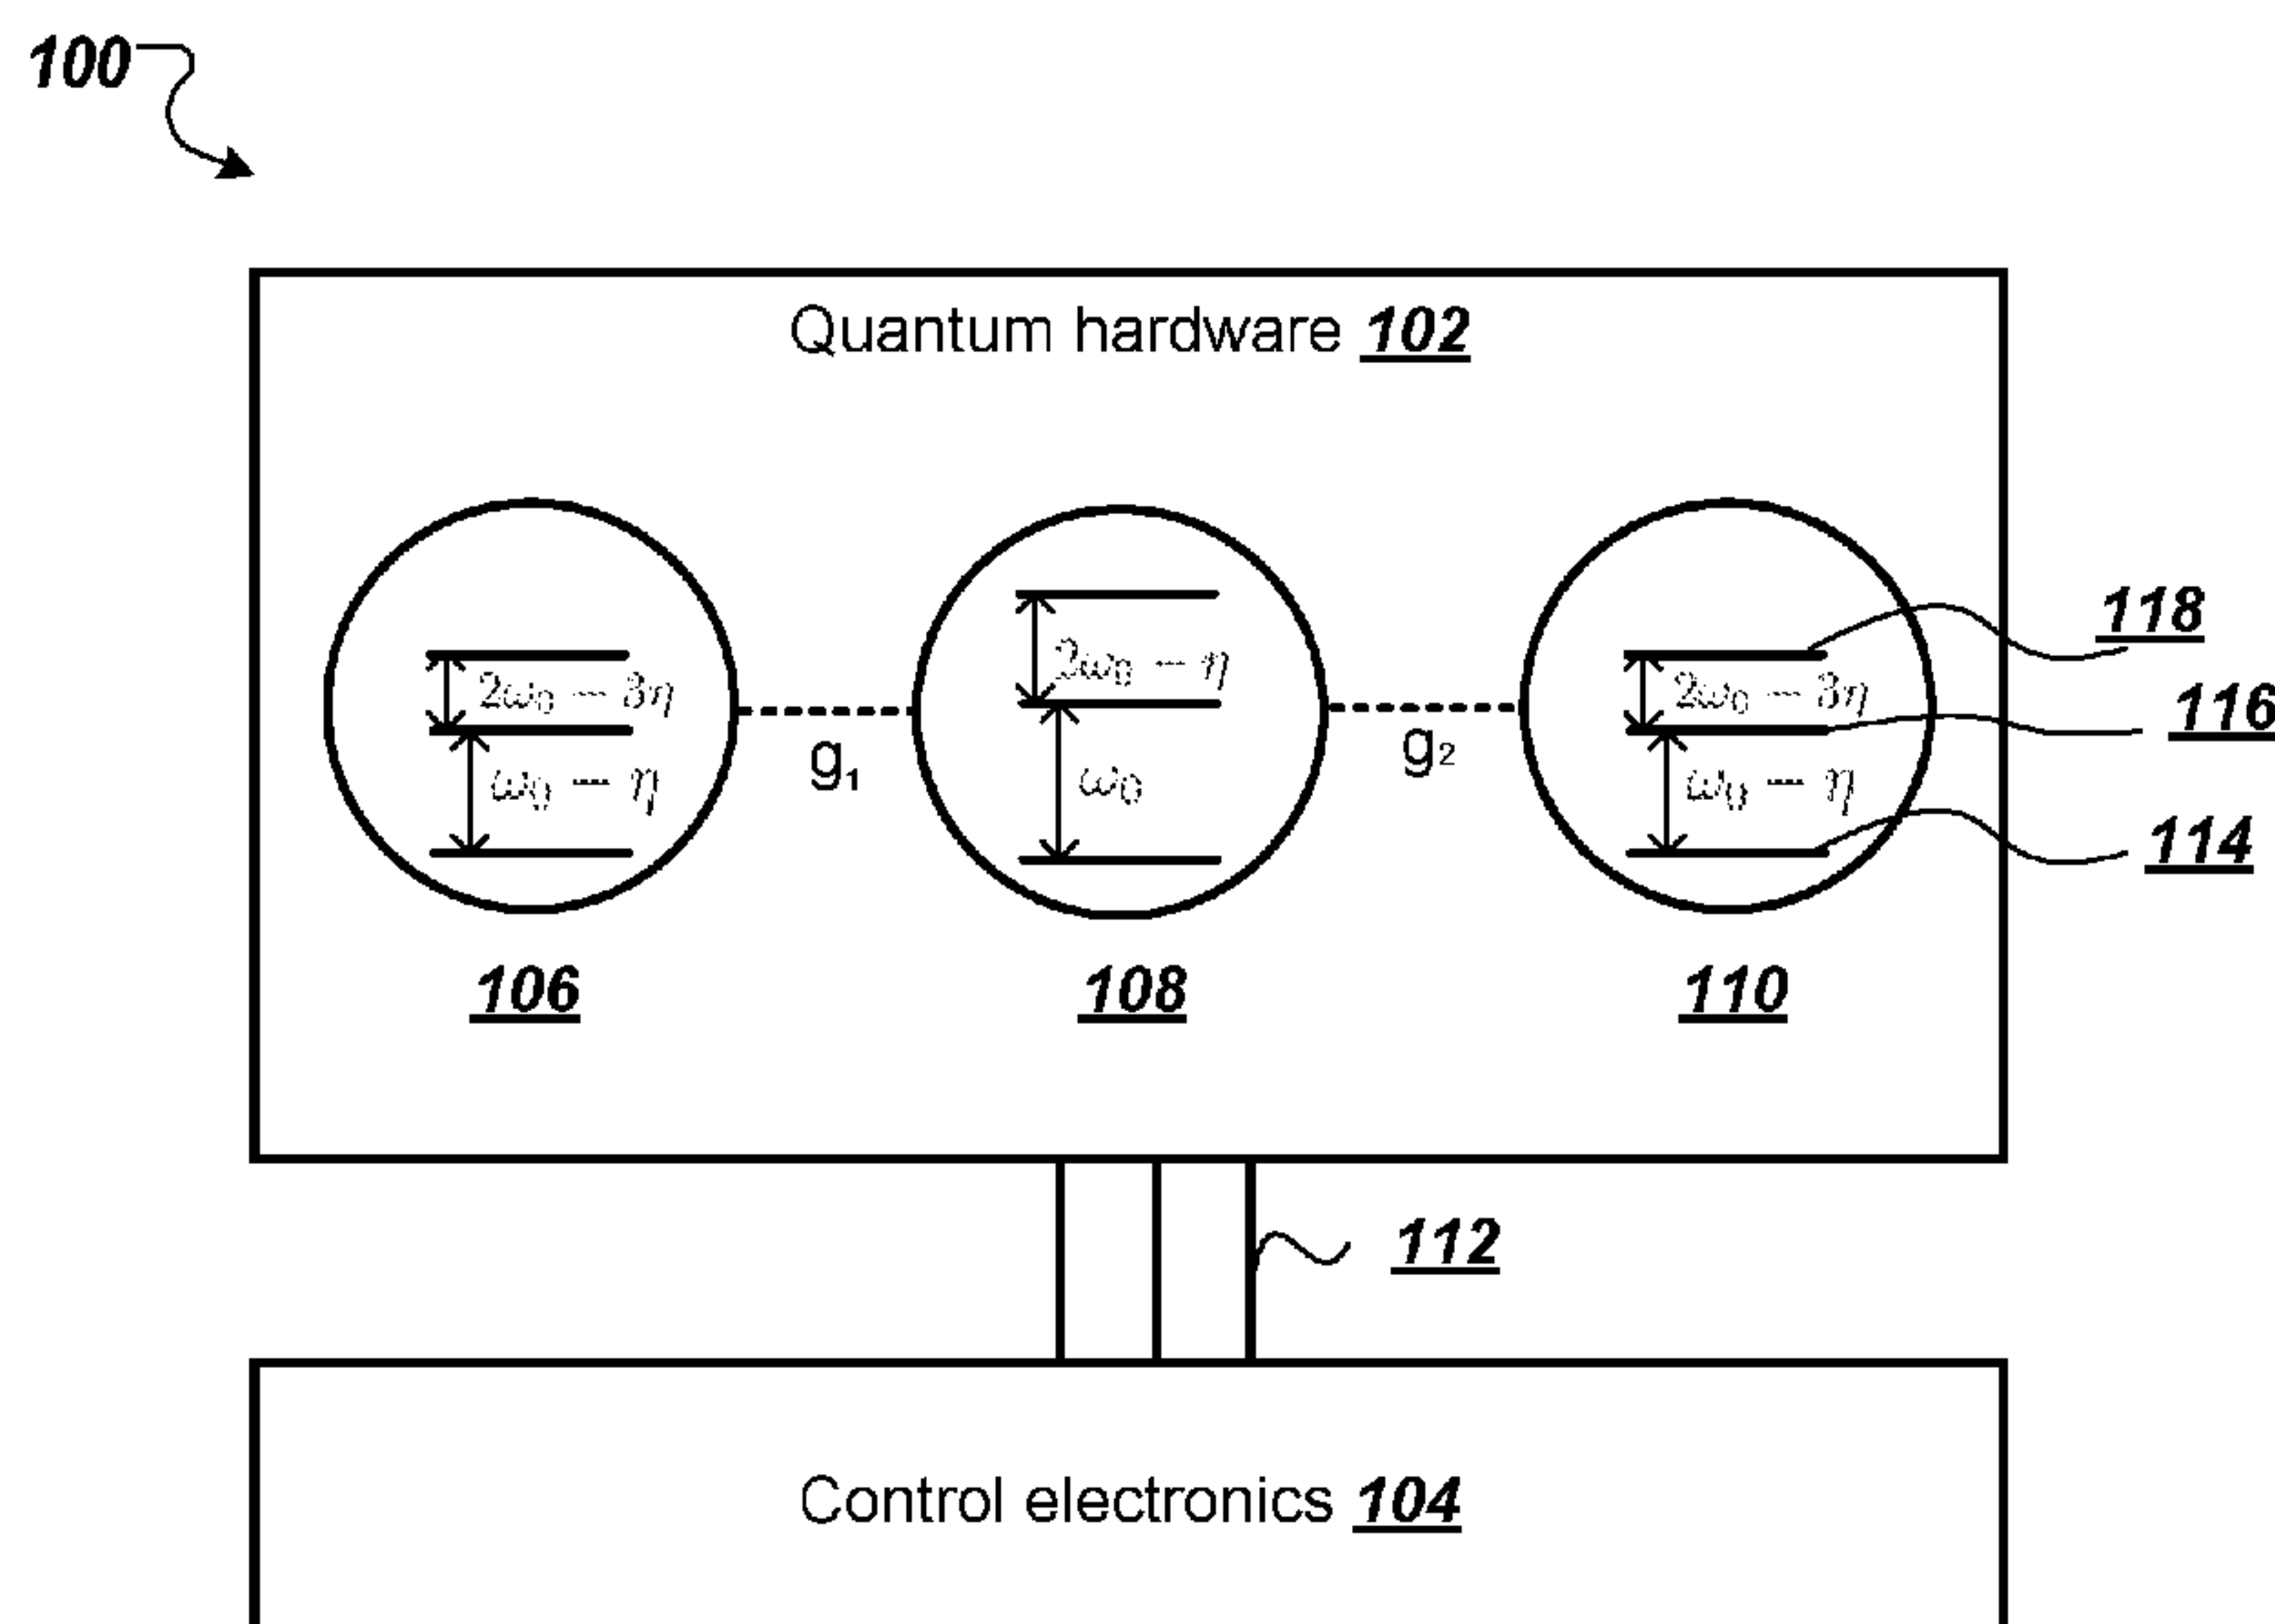 100
Quantum hardware 102
118
2ω₀ − η
2ω₀ − 3η
2ω₀ − 3η
116
g₁
g₂
ω₀ − η
ω₀
ω₀ − η
114
106
108
110
112
Control electronics 104